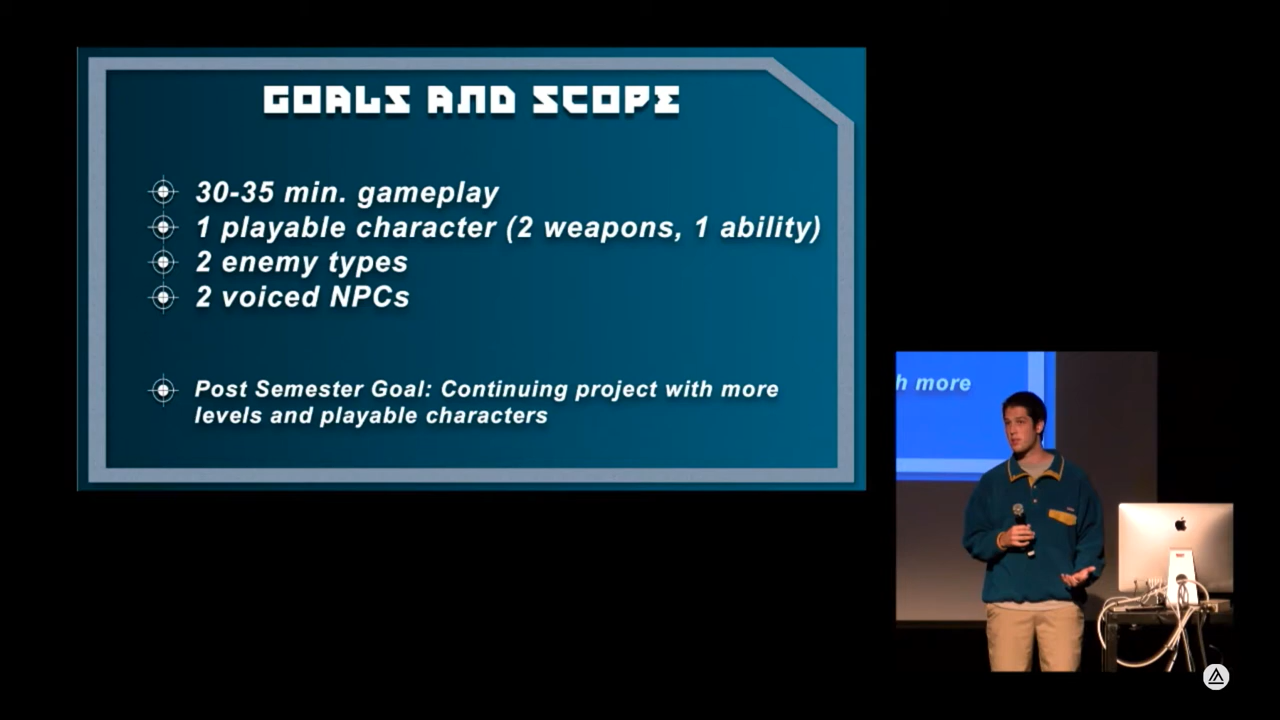 GOALS AND SCOPE
30-35 min. gameplay
1 playable character (2 weapons, 1 ability)
2 enemy types
2 voiced NPCs
Post Semester Goal: Continuing project with more
levels and playable characters
h more